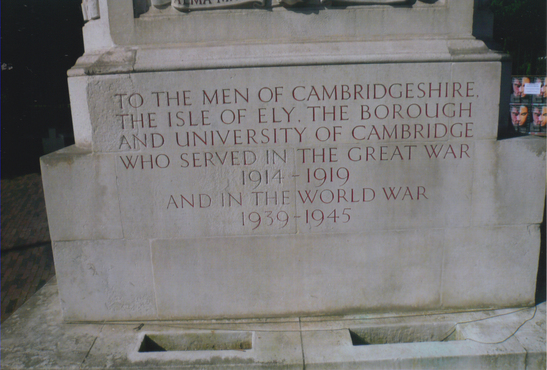 TO THE MEN OF CAMBRIDGESHIRE,
THE ISLE OF ELY, THE BOROUGH
AND UNIVERSITY OF CAMBRIDGE
WHO SERVED IN THE GREAT WAR
1914-1919
AND IN THE WORLD WAR
1939-1945